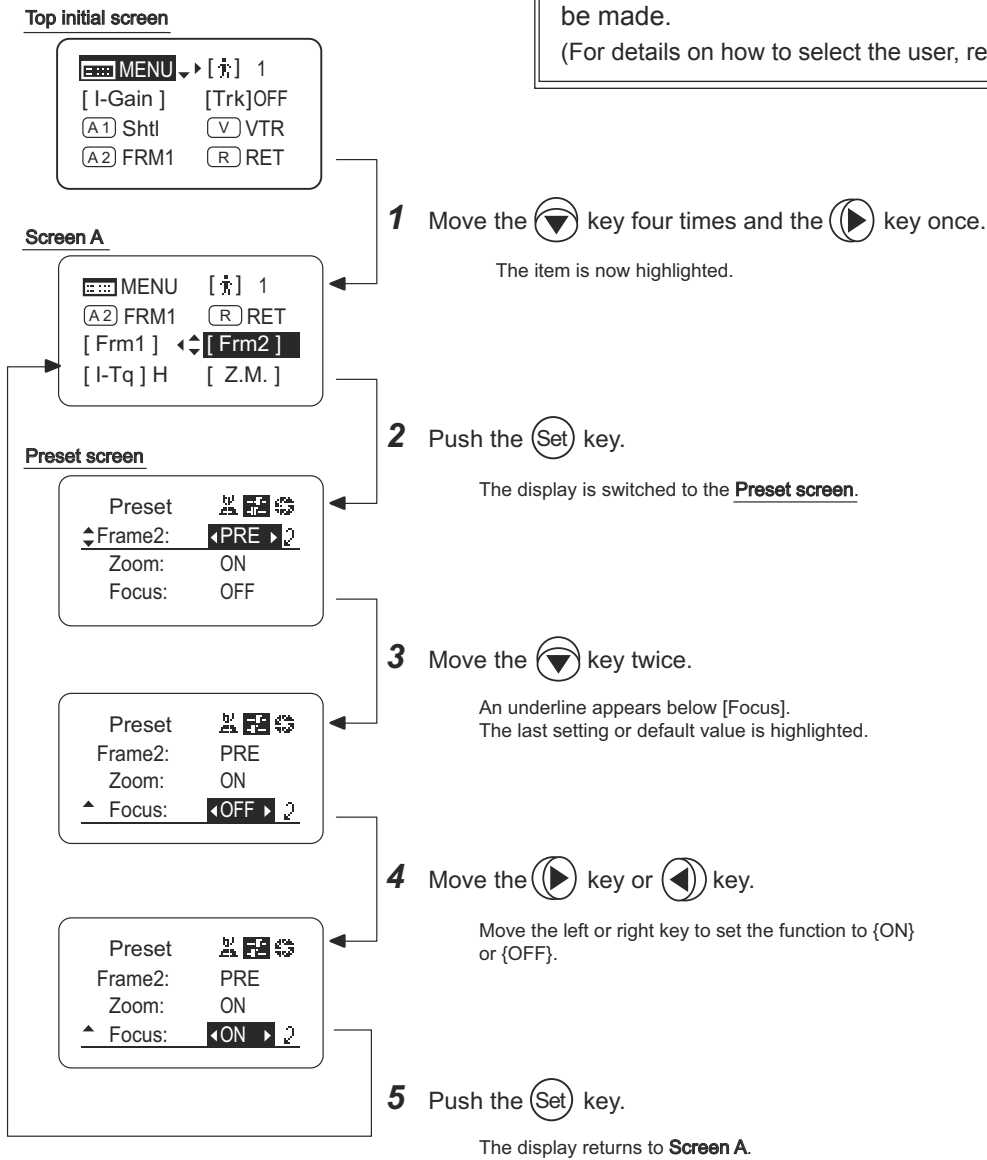 be made.
(For details on how to select the user, re
Top initial screen
MENU [ ] 1
[ I-Gain ] [Trk]OFF
A1 Shtl V VTR
A2 FRM1 R RET
1 Move the key four times and the key once.
The item is now highlighted.
Screen A
MENU [ ] 1
A2 FRM1 R RET
[ Frm1 ] [ Frm2 ]
[ I-Tq ] H [ Z.M. ]
2 Push the Set key.
The display is switched to the Preset screen.
Preset screen
Preset
Frame2: PRE
Zoom: ON
Focus: OFF
3 Move the key twice.
An underline appears below [Focus].
The last setting or default value is highlighted.
Preset
Frame2: PRE
Zoom: ON
Focus: OFF
4 Move the key or key.
Move the left or right key to set the function to {ON}
or {OFF}.
Preset
Frame2: PRE
Zoom: ON
Focus: ON
5 Push the Set key.
The display returns to Screen A.